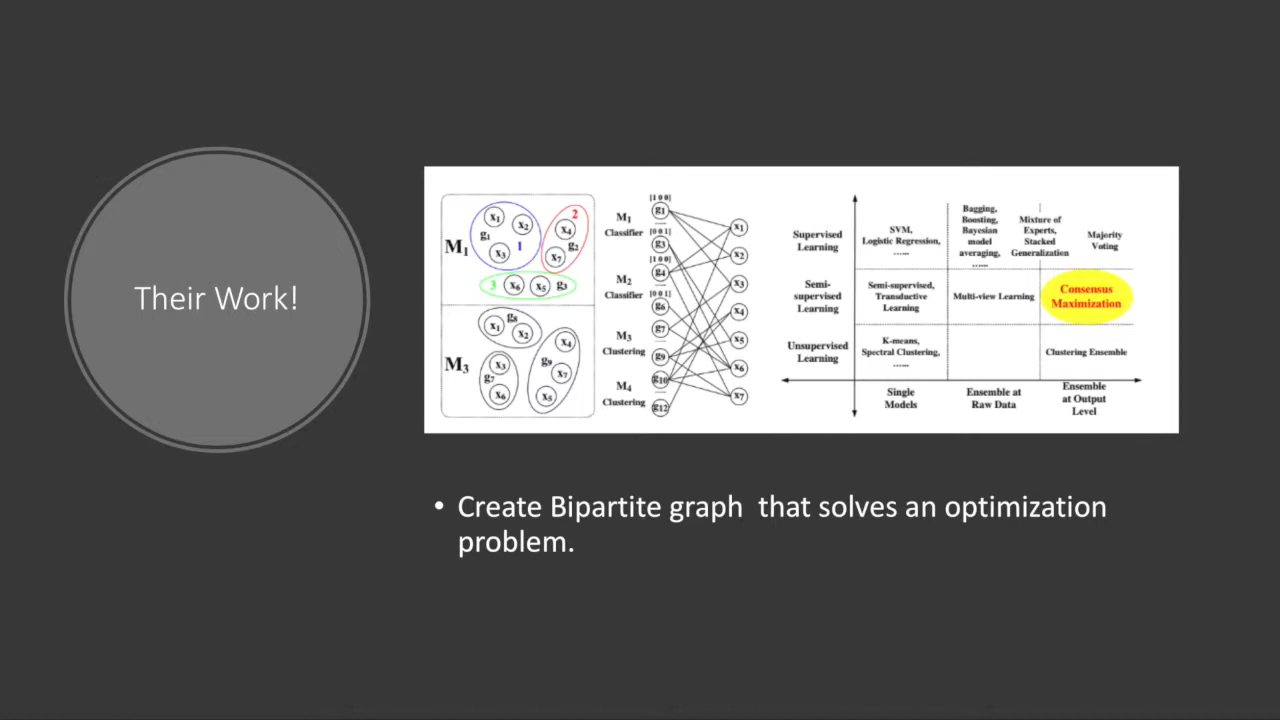 Their Work!
M1
x1
x2
g1
1
x3
2
x4
g2
x7
3
x6
x5
g3
M3
g8
x1
x2
x3
g7
x6
x4
g9
x7
x5
M1
Classifier
M2
Classifier
M3
Clustering
M4
Clustering
[1 0 0]
g1
[0 0 1]
g3
[1 0 0]
g4
[0 0 1]
g6
g7
g9
g10
g12
x1
x2
x3
x4
x5
x6
x7
Supervised
Learning
SVM,
Logistic Regression,
......
Bagging,
Boosting,
Bayesian
model
averaging,
......
Mixture of
Experts,
Stacked
Generalization
Majority
Voting
Semi-
supervised
Learning
Semi-supervised,
Transductive
Learning
Multi-view Learning
Consensus
Maximization
Unsupervised
Learning
K-means,
Spectral Clustering,
......
Clustering Ensemble
Single
Models
Ensemble at
Raw Data
Ensemble
at Output
Level
• Create Bipartite graph  that solves an optimization
problem.